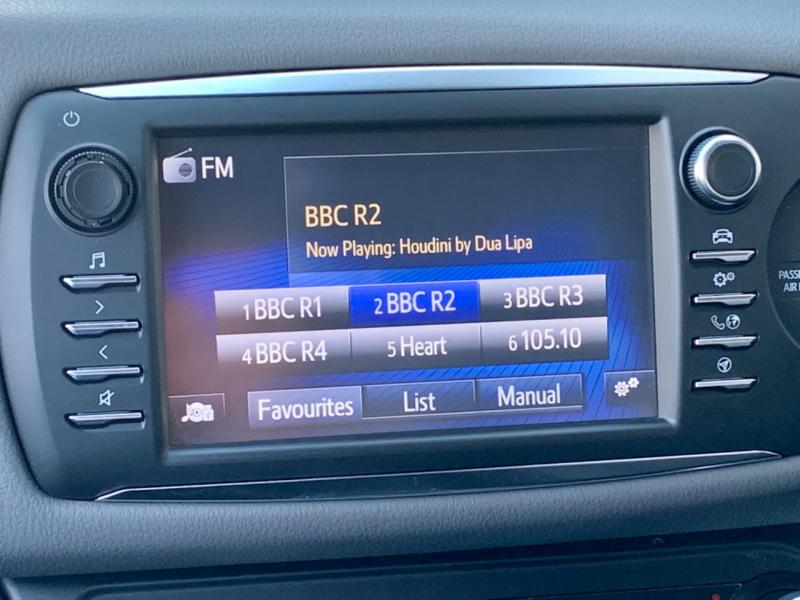 FM
BBC R2
Now Playing: Houdini by Dua Lipa
1 BBC R1 2 BBC R2 3 BBC R3
4 BBC R4 5 Heart 6 105.10
Favourites List Manual